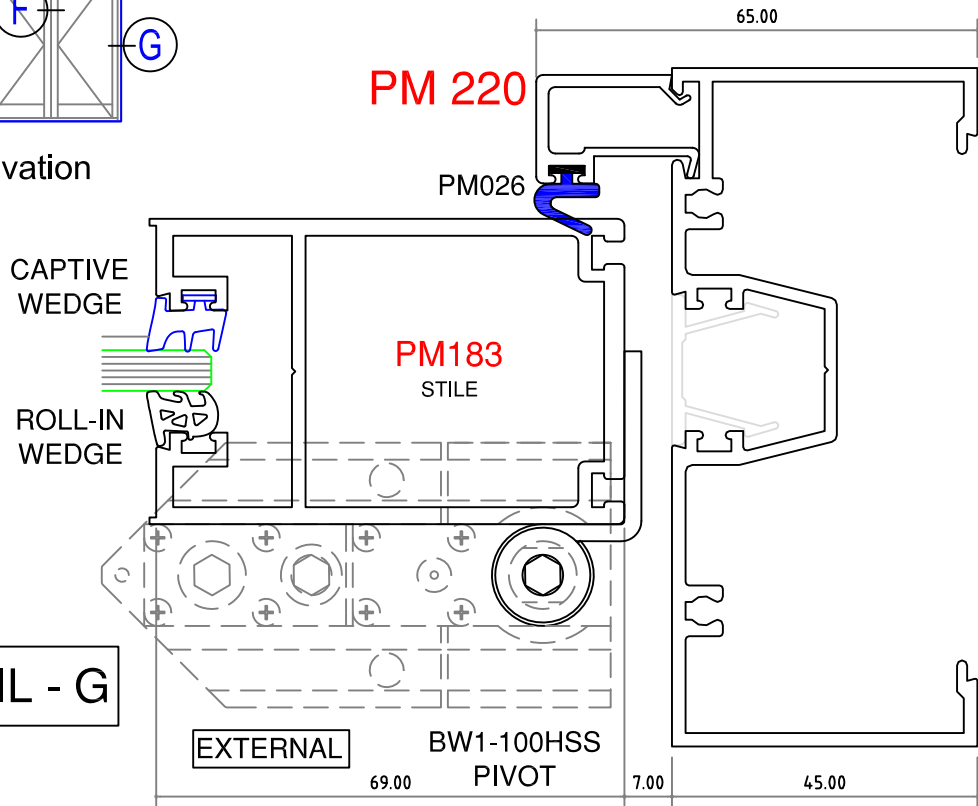 F
G
65.00
PM 220
vation
PM026
CAPTIVE
WEDGE
PM183
STILE
ROLL-IN
WEDGE
IL - G
EXTERNAL
BW1-100HSS
PIVOT
69.00
7.00
45.00